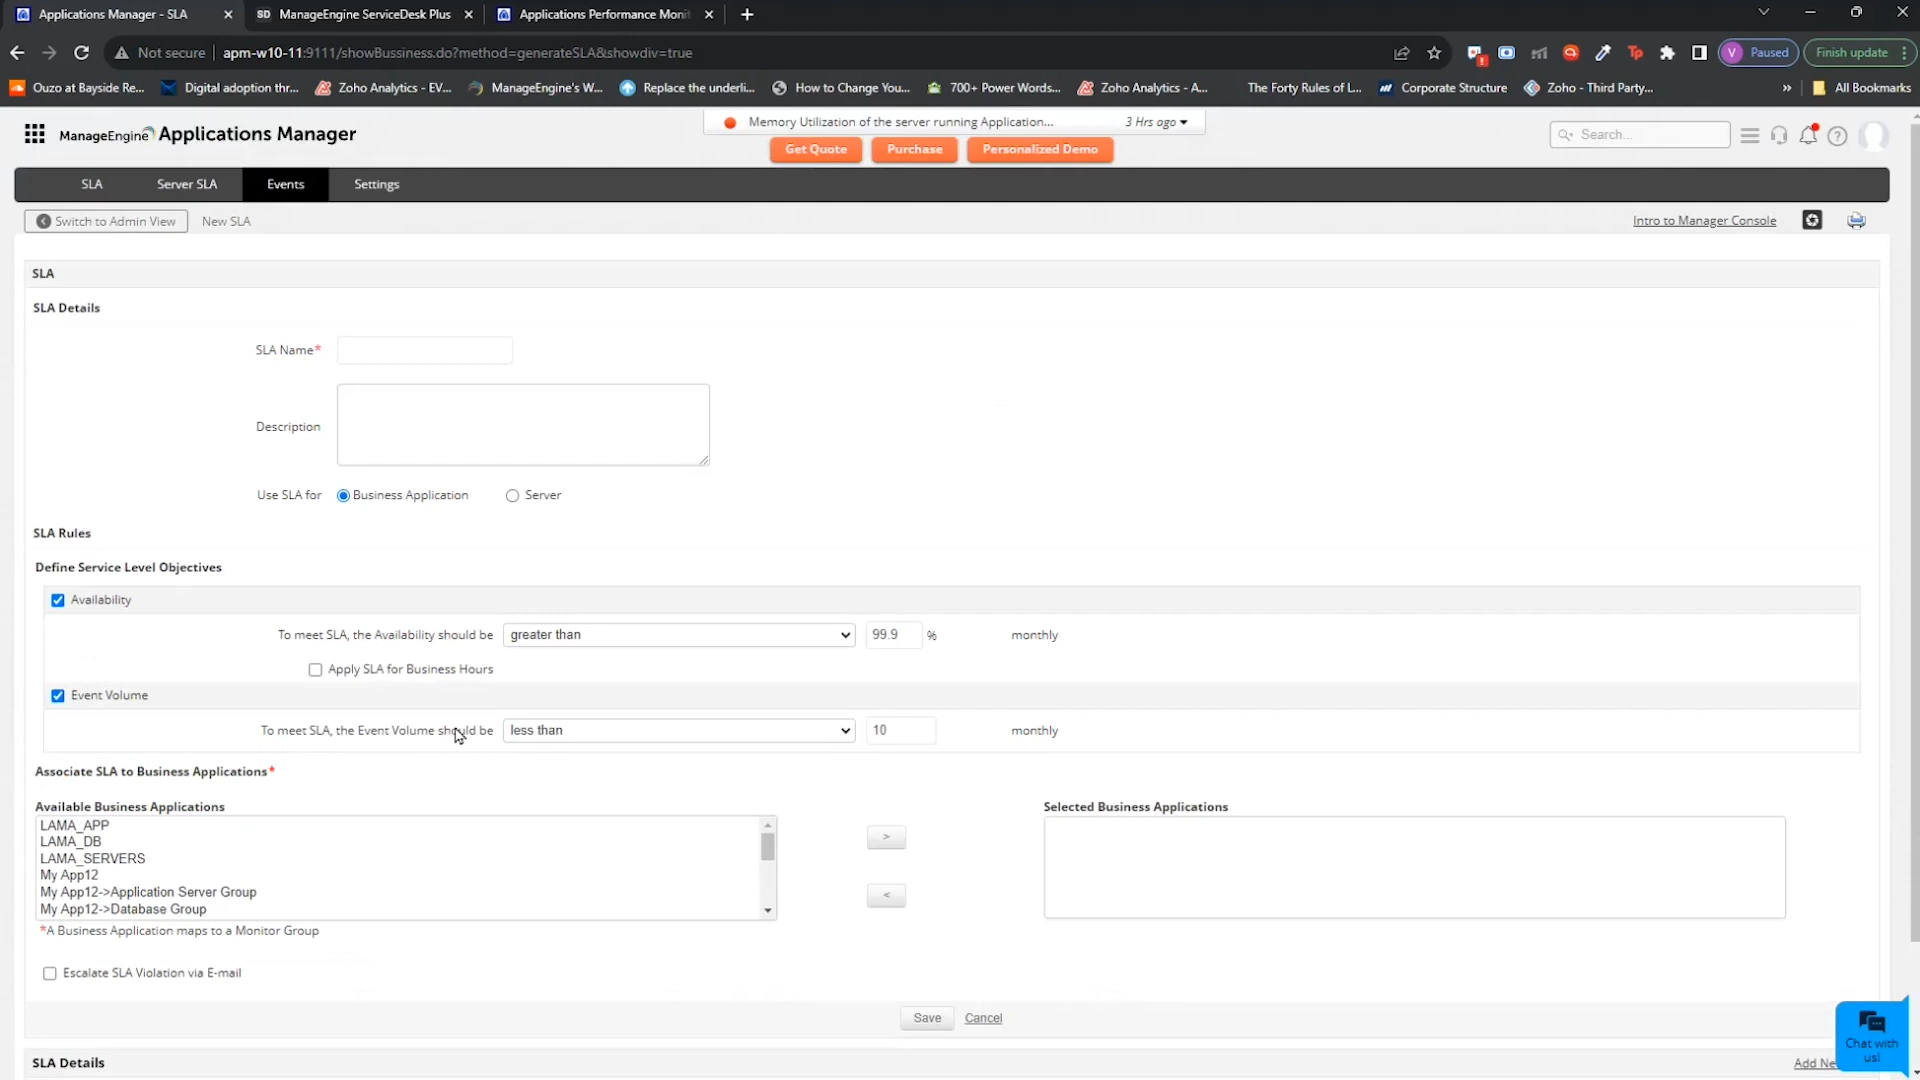 Applications Manager - SLA
SD ManageEngine ServiceDesk Plus
Applications Performance Monit
Not secure apm-w10-11:9111/showBussiness.do?method=generateSLA&showdiv=true
V Paused
Finish update
Ouzo at Bayside Re...
Digital adoption thr...
Zoho Analytics - EV...
ManageEngine's W...
Replace the underli...
How to Change You...
700+ Power Words...
Zoho Analytics - A...
The Forty Rules of L...
Corporate Structure
Zoho - Third Party...
» All Bookmarks
ManageEngine Applications Manager
Memory Utilization of the server running Application... 3 Hrs ago
Get Quote Purchase Personalized Demo
Search...
SLA Server SLA Events Settings
Switch to Admin View New SLA
Intro to Manager Console
SLA
SLA Details
SLA Name*
Description
Use SLA for Business Application Server
SLA Rules
Define Service Level Objectives
Availability
To meet SLA, the Availability should be greater than 99.9 % monthly
Apply SLA for Business Hours
Event Volume
To meet SLA, the Event Volume should be less than 10 monthly
Associate SLA to Business Applications*
Available Business Applications
Selected Business Applications
LAMA_APP
LAMA_DB
LAMA_SERVERS
My App12
My App12->Application Server Group
My App12->Database Group
>
<
*A Business Application maps to a Monitor Group
Escalate SLA Violation via E-mail
Save Cancel
SLA Details
Add Ne
Chat with
us!